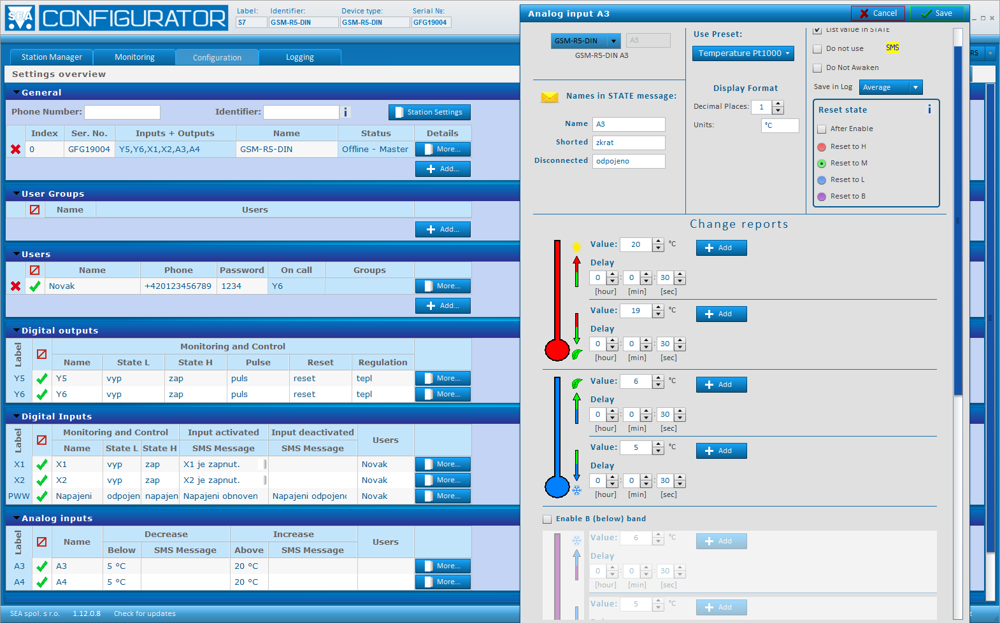 SEA CONFIGURATOR
Label: Identifier: Device type: Serial №:
S7 GSM-R5-DIN GSM-R5-DIN GFG19004
Station Manager Monitoring Configuration Logging
Settings overview
General
Phone Number: Identifier: i Station Settings
Index Ser. No. Inputs + Outputs Name Status Details
0 GFG19004 Y5,Y6,X1,X2,A3,A4 GSM-R5-DIN Offline - Master More...
Add...
User Groups
Name Users
Add...
Users
Name Phone Password On call Groups
Novak +420123456789 1234 Y6 More...
Add...
Digital outputs
Label Monitoring and Control
Name State L State H Pulse Reset Regulation
Y5 Y5 vyp zap puls reset tepl More...
Y6 Y6 vyp zap puls reset tepl More...
Digital Inputs
Label Monitoring and Control Input activated Input deactivated Users
Name State L State H SMS Message SMS Message
X1 X1 vyp zap X1 je zapnut. Novak More...
X2 X2 vyp zap X2 je zapnut. Novak More...
PWW Napajeni odpojen napajen Napajeni obnoven Napajeni odpojeno Novak More...
Analog inputs
Label Name Decrease Increase Users
Below SMS Message Above SMS Message
A3 A3 5 °C 20 °C More...
A4 A4 5 °C 20 °C More...
SEA spol. s r.o. 1.12.0.8 Check for updates
Analog input A3 Cancel Save
RS
GSM-R5-DIN A3
GSM-R5-DIN A3
Names in STATE message:
Name A3
Shorted zkrat
Disconnected odpojeno
Use Preset:
Temperature Pt1000
Display Format
Decimal Places: 1
Units: °C
List value in STATE
Do not use SMS
Do Not Awaken
Save in Log Average
Reset state i
After Enable
Reset to H
Reset to M
Reset to L
Reset to B
Change reports
Value: 20 °C Add
Delay
0 : 0 : 30
[hour] [min] [sec]
Value: 19 °C Add
Delay
0 : 0 : 30
[hour] [min] [sec]
Value: 6 °C Add
Delay
0 : 0 : 30
[hour] [min] [sec]
Value: 5 °C Add
Delay
0 : 0 : 30
[hour] [min] [sec]
Enable B (below) band
Value: 6 °C Add
Delay
0 : 0 : 30
[hour] [min] [sec]
Value: 5 °C Add